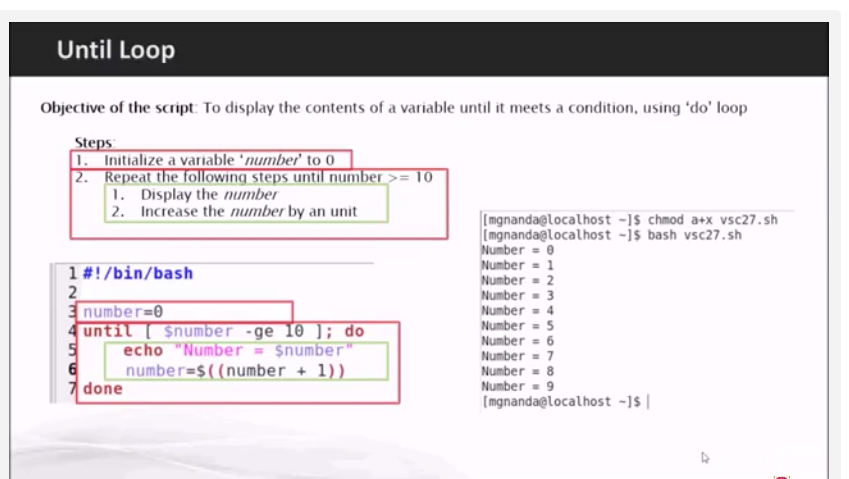 Until Loop
Objective of the script: To display the contents of a variable until it meets a condition, using 'do' loop
Steps:
1. Initialize a variable 'number' to 0
2. Repeat the following steps until number >= 10
1. Display the number
2. Increase the number by an unit
1 #!/bin/bash
2
3 number=0
4 until [ $number -ge 10 ]; do
5 echo "Number = $number"
6 number=$((number + 1))
7 done
[mgnanda@localhost ~]$ chmod a+x vsc27.sh
[mgnanda@localhost ~]$ bash vsc27.sh
Number = 0
Number = 1
Number = 2
Number = 3
Number = 4
Number = 5
Number = 6
Number = 7
Number = 8
Number = 9
[mgnanda@localhost ~]$